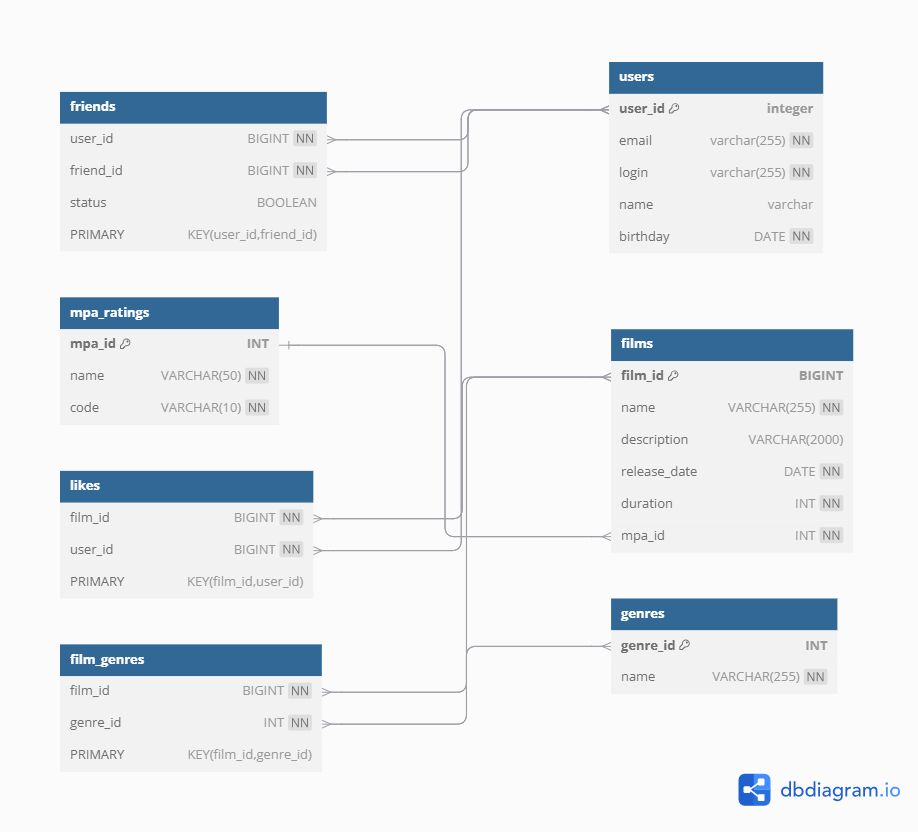 friends
user_id BIGINT NN
friend_id BIGINT NN
status BOOLEAN
PRIMARY KEY(user_id,friend_id)
mpa_ratings
mpa_id INT
name VARCHAR(50) NN
code VARCHAR(10) NN
likes
film_id BIGINT NN
user_id BIGINT NN
PRIMARY KEY(film_id,user_id)
film_genres
film_id BIGINT NN
genre_id INT NN
PRIMARY KEY(film_id,genre_id)
users
user_id integer
email varchar(255) NN
login varchar(255) NN
name varchar
birthday DATE NN
films
film_id BIGINT
name VARCHAR(255) NN
description VARCHAR(2000)
release_date DATE NN
duration INT NN
mpa_id INT NN
genres
genre_id INT
name VARCHAR(255) NN
dbdiagram.io